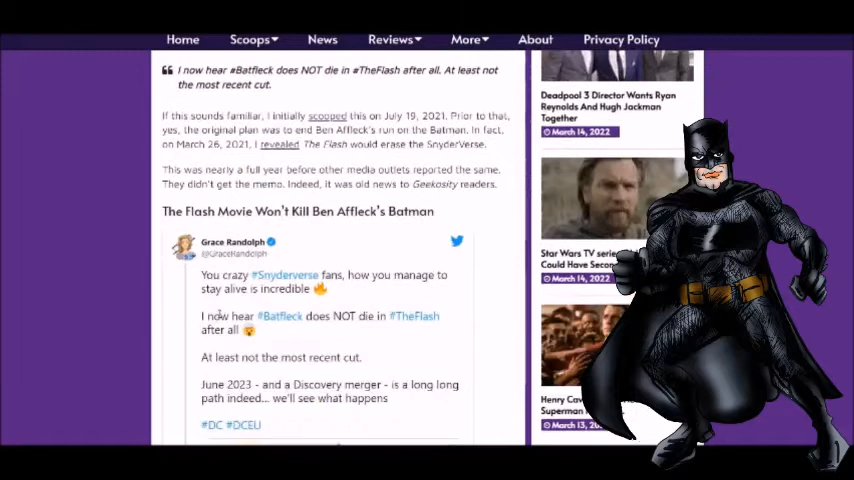 Home Scoops News Reviews More About Privacy Policy
I now hear #Batfleck does NOT die in #TheFlash after all. At least not
the most recent cut.
If this sounds familiar, I initially scooped this on July 19, 2021. Prior to that,
yes, the original plan was to end Ben Affleck's run on the Batman. In fact,
on March 26, 2021, I revealed The Flash would erase the SnyderVerse.
This was nearly a full year before other media outlets reported the same.
They didn't get the memo. Indeed, it was old news to Geekosity readers.
The Flash Movie Won't Kill Ben Affleck's Batman
Grace Randolph
@GraceRandolph
You crazy #Snyderverse fans, how you manage to
stay alive is incredible 🔥
I now hear #Batfleck does NOT die in #TheFlash
after all 🤯
At least not the most recent cut.
June 2023 - and a Discovery merger - is a long long
path indeed... we'll see what happens
#DC #DCEU
Deadpool 3 Director Wants Ryan
Reynolds And Hugh Jackman
Together
March 14, 2022
Star Wars TV
Could Have
March 14, 2022
Henry
Superman
March 13,